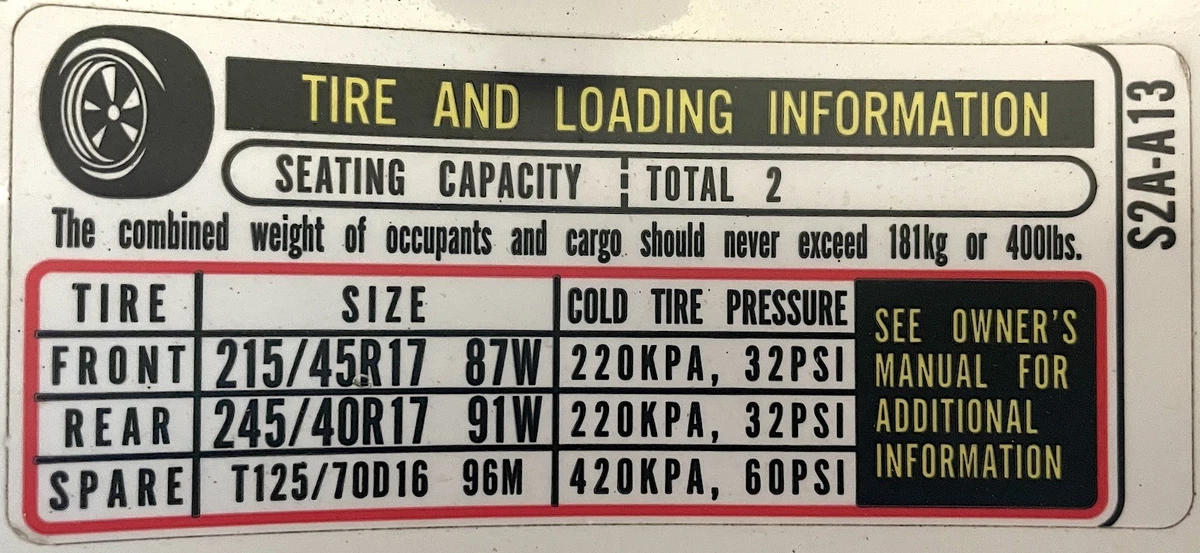 TIRE AND LOADING INFORMATION
SEATING CAPACITY TOTAL 2
The combined weight of occupants and cargo should never exceed 181kg or 400lbs.
TIRE SIZE COLD TIRE PRESSURE
FRONT 215/45R17 87W 220KPA, 32PSI
REAR 245/40R17 91W 220KPA, 32PSI
SPARE T125/70D16 96M 420KPA, 60PSI
SEE OWNER'S
MANUAL FOR
ADDITIONAL
INFORMATION
S2A-A13